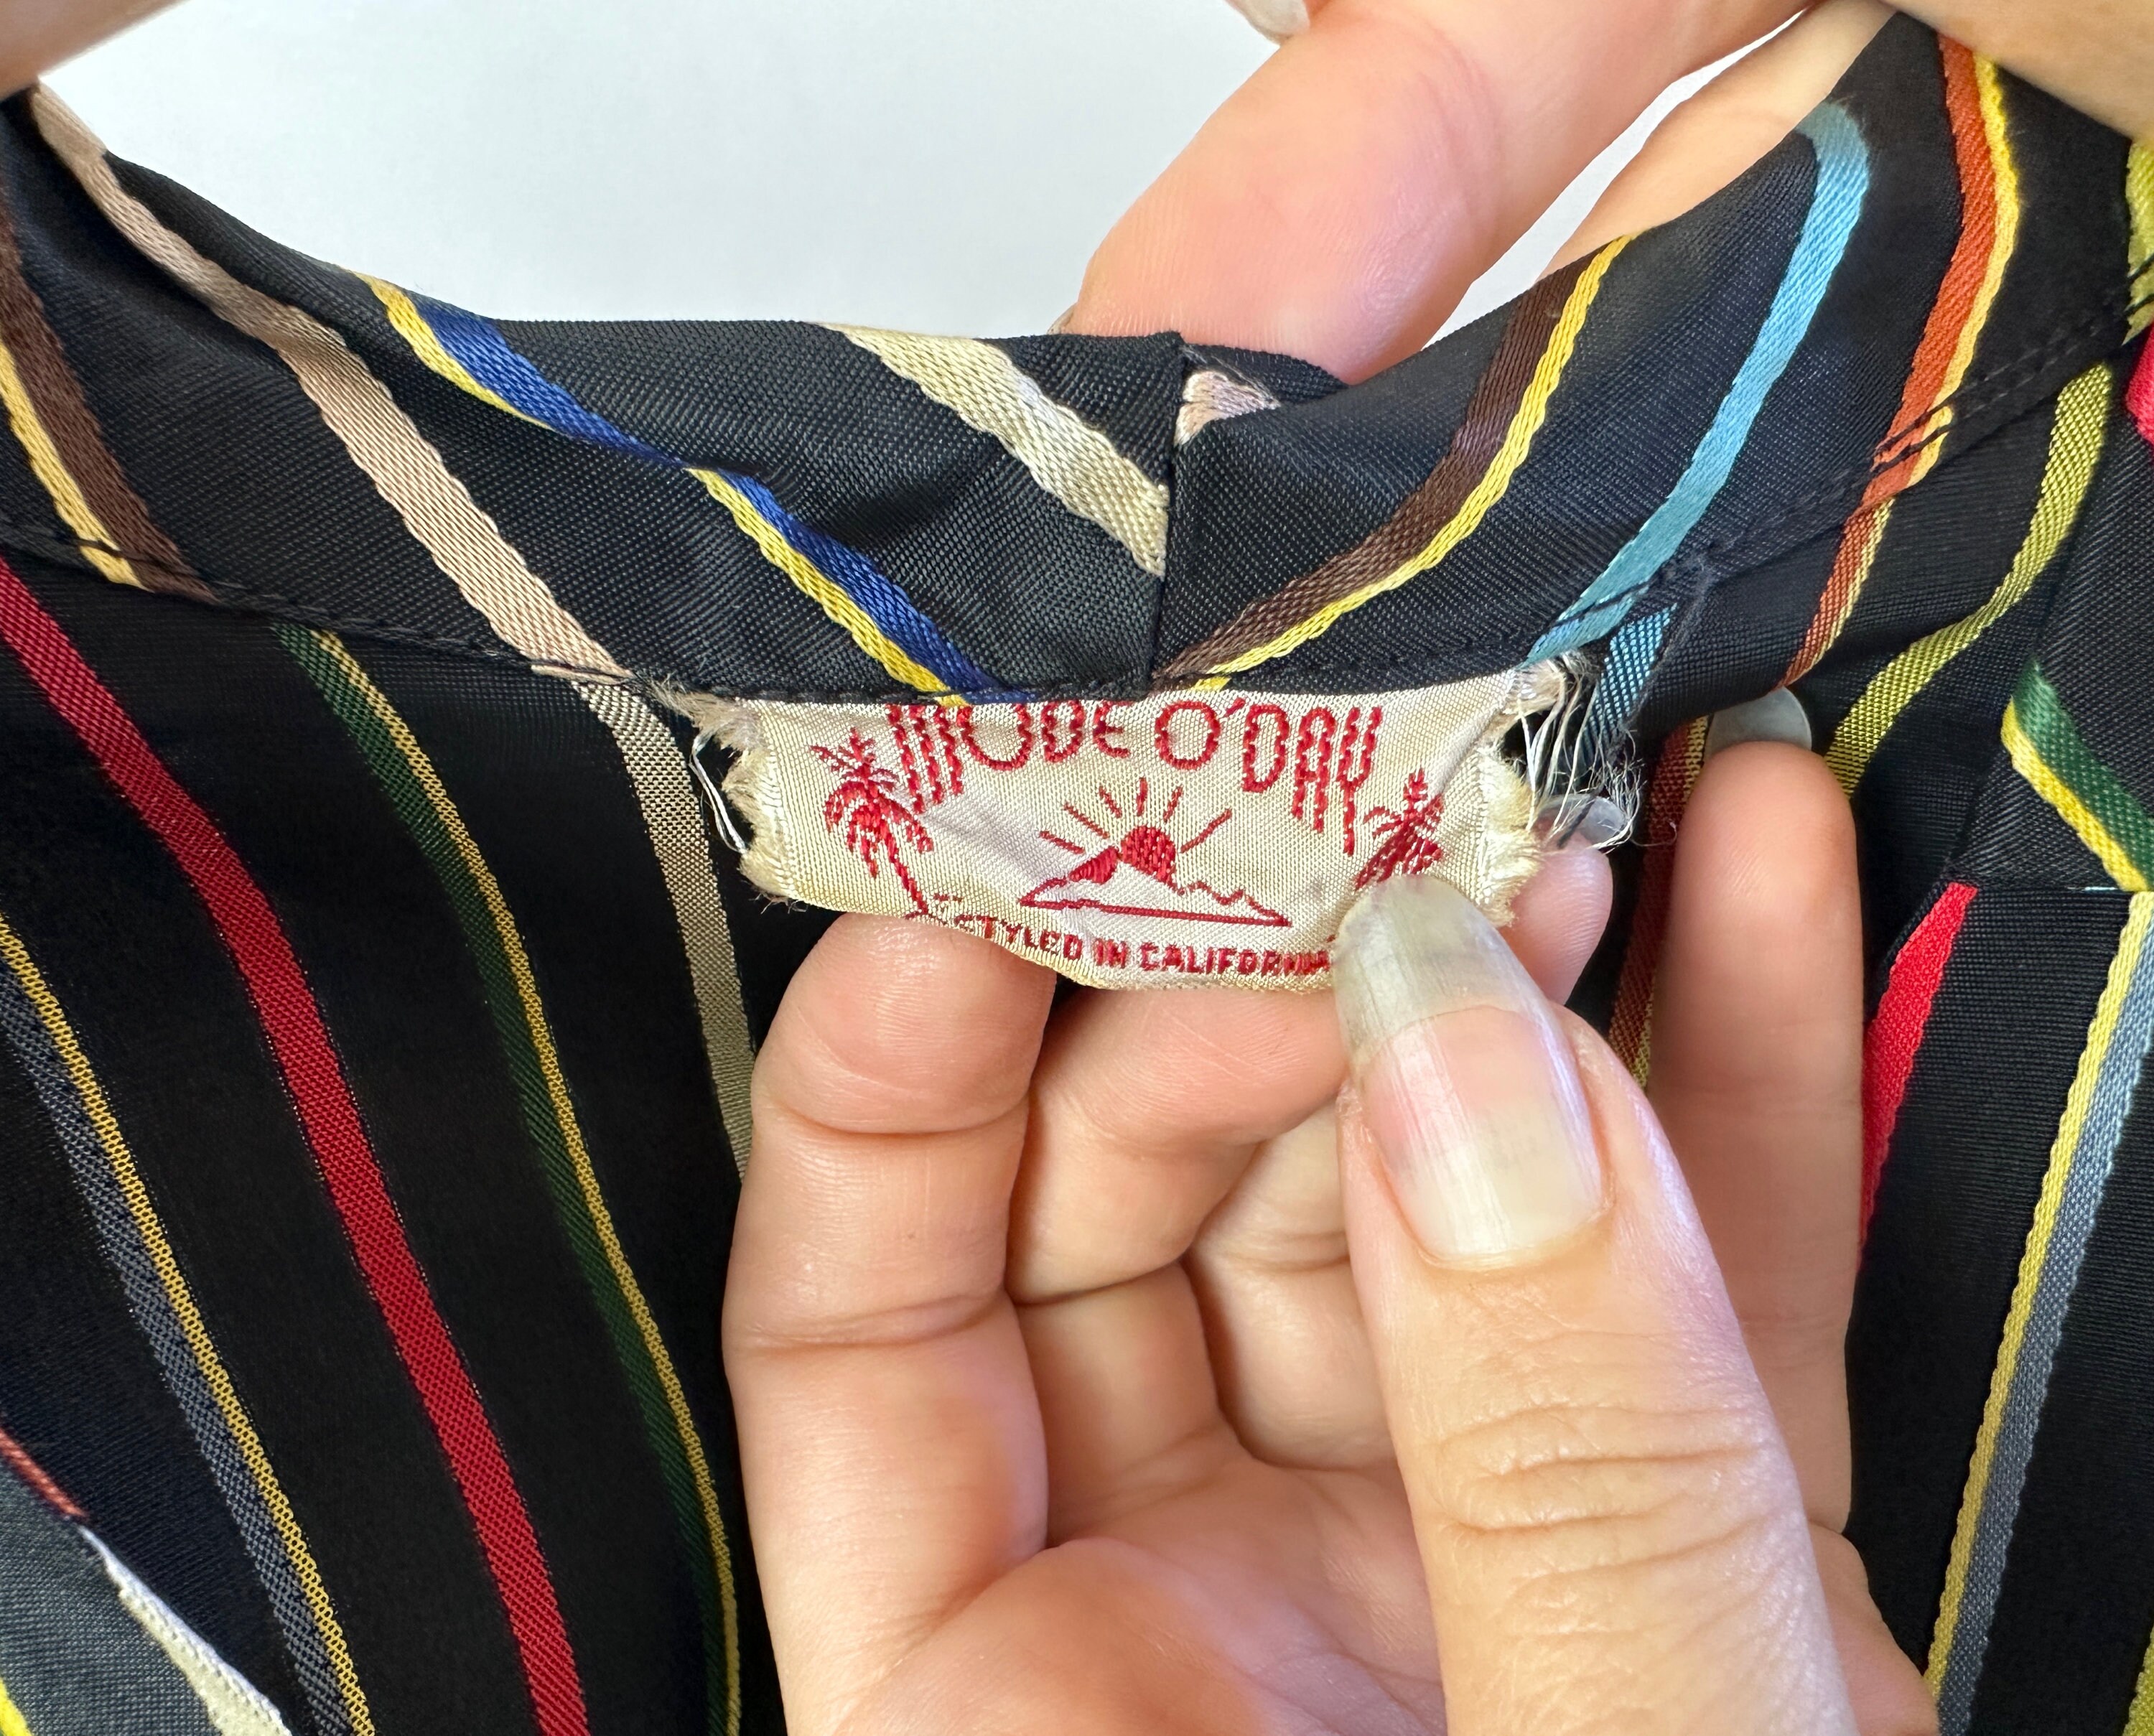 MODE O'DAY
"STYLED IN CALIFORNIA"